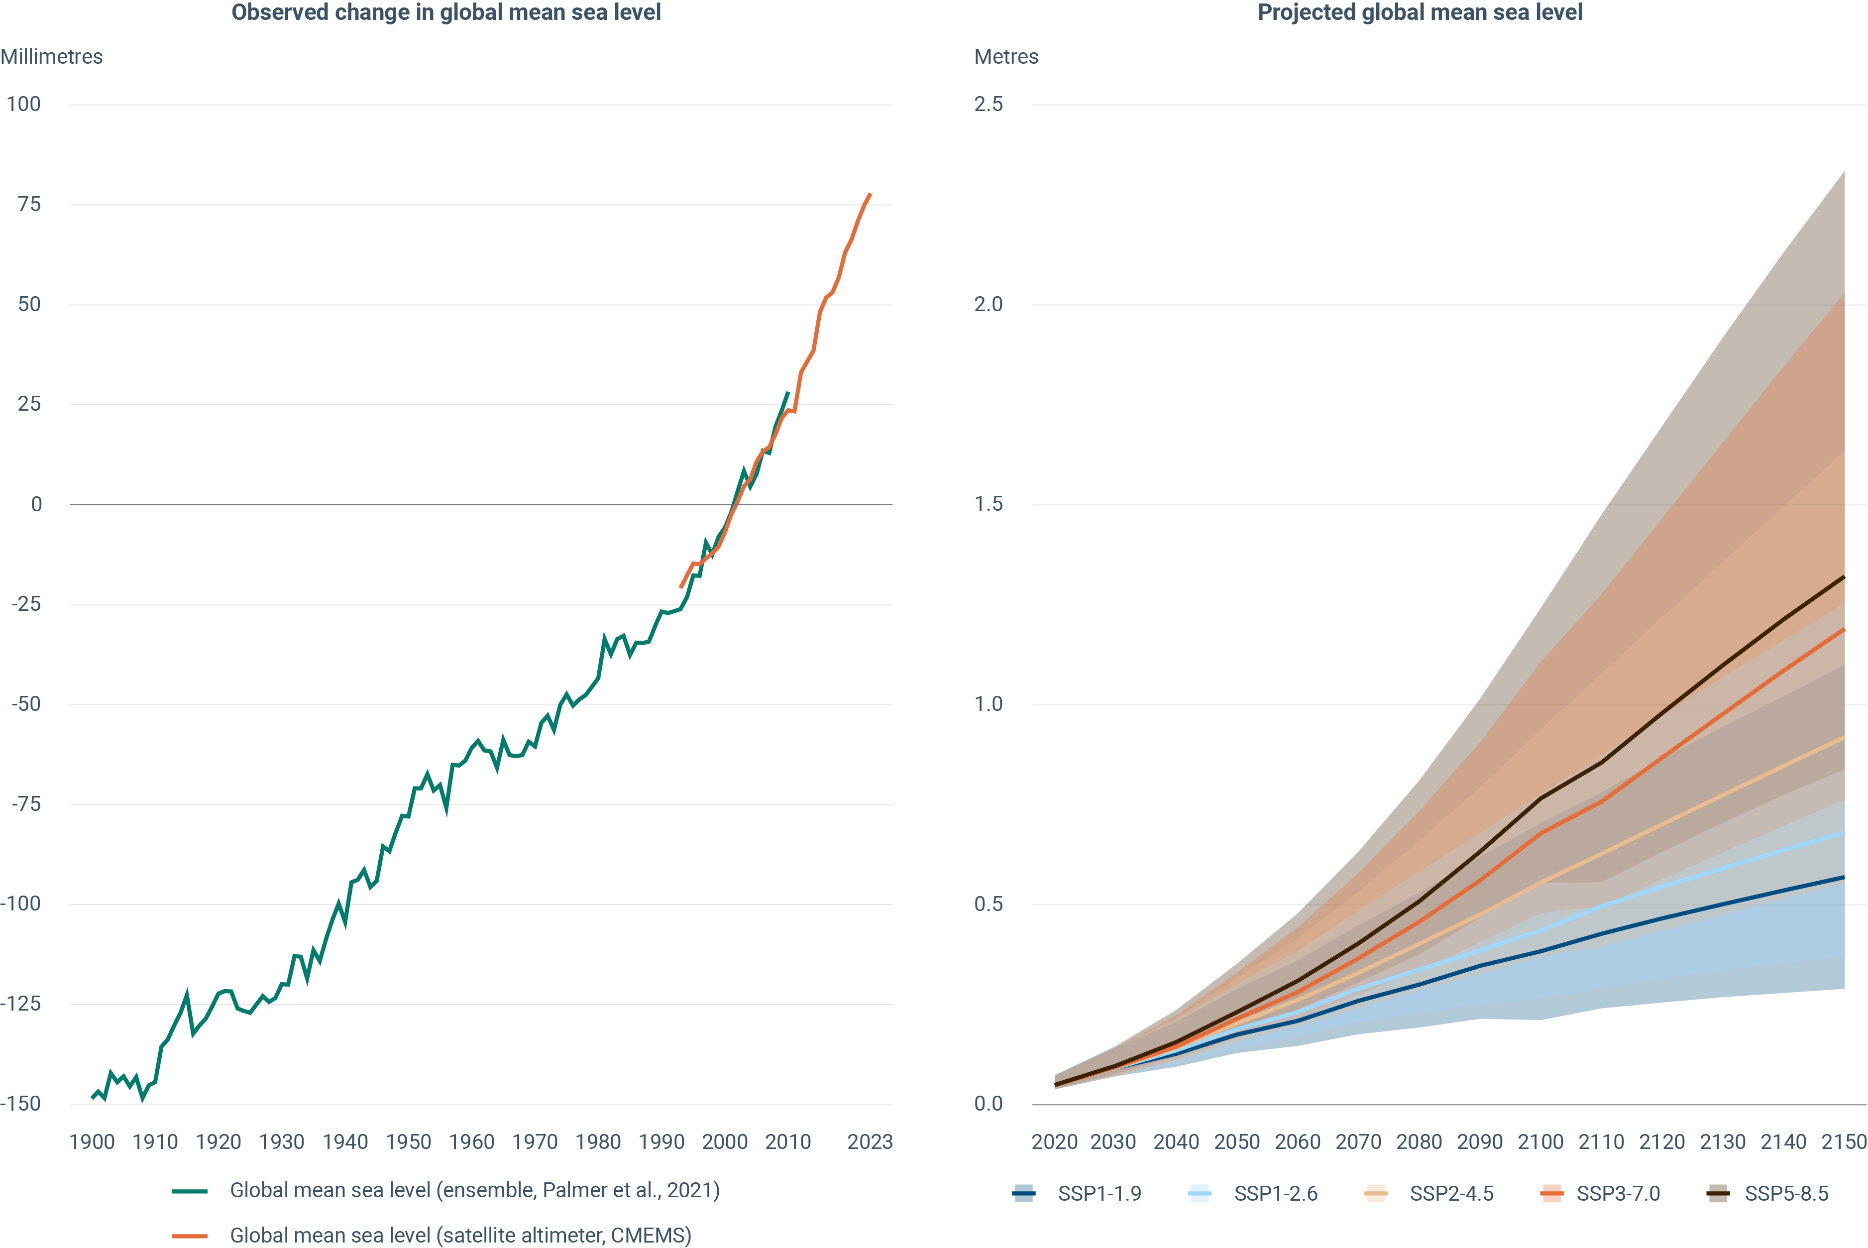 Observed change in global mean sea level
Millimetres
100
75
50
25
0
-25
-50
-75
-100
-125
-150
1900 1910 1920 1930 1940 1950 1960 1970 1980 1990 2000 2010 2023
Global mean sea level (ensemble, Palmer et al., 2021)
Global mean sea level (satellite altimeter, CMEMS)
Projected global mean sea level
Metres
2.5
2.0
1.5
1.0
0.5
0.0
2020 2030 2040 2050 2060 2070 2080 2090 2100 2110 2120 2130 2140 2150
SSP1-1.9 SSP1-2.6 SSP2-4.5 SSP3-7.0 SSP5-8.5